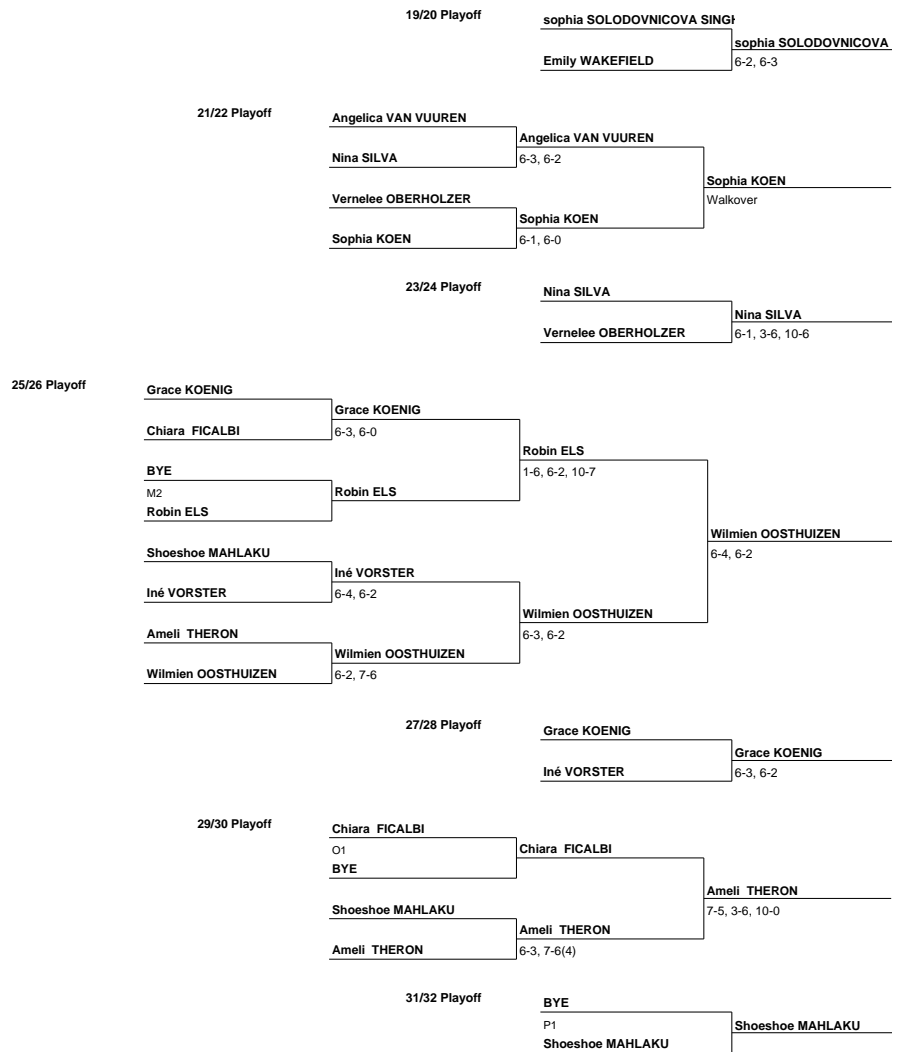 19/20 Playoff
sophia SOLODOVNICOVA SINGH
sophia SOLODOVNICOVA
Emily WAKEFIELD
6-2, 6-3
21/22 Playoff
Angelica VAN VUUREN
Angelica VAN VUUREN
Nina SILVA
6-3, 6-2
Sophia KOEN
Vernelee OBERHOLZER
Walkover
Sophia KOEN
Sophia KOEN
6-1, 6-0
23/24 Playoff
Nina SILVA
Nina SILVA
Vernelee OBERHOLZER
6-1, 3-6, 10-6
25/26 Playoff
Grace KOENIG
Grace KOENIG
Chiara FICALBI
6-3, 6-0
Robin ELS
BYE
1-6, 6-2, 10-7
M2
Robin ELS
Robin ELS
Wilmien OOSTHUIZEN
Shoeshoe MAHLAKU
6-4, 6-2
Iné VORSTER
Iné VORSTER
6-4, 6-2
Wilmien OOSTHUIZEN
Ameli THERON
6-3, 6-2
Wilmien OOSTHUIZEN
Wilmien OOSTHUIZEN
6-2, 7-6
27/28 Playoff
Grace KOENIG
Grace KOENIG
Iné VORSTER
6-3, 6-2
29/30 Playoff
Chiara FICALBI
O1
Chiara FICALBI
BYE
Ameli THERON
Shoeshoe MAHLAKU
7-5, 3-6, 10-0
Ameli THERON
Ameli THERON
6-3, 7-6(4)
31/32 Playoff
BYE
P1
Shoeshoe MAHLAKU
Shoeshoe MAHLAKU